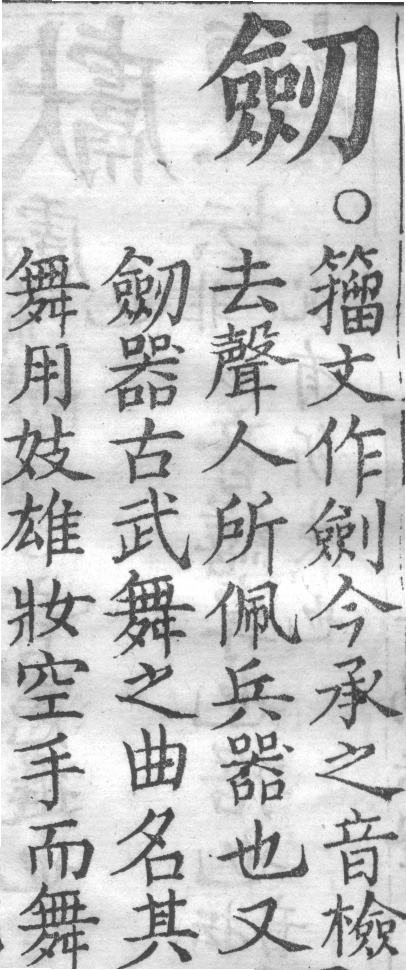 劒
○籕文作劍今承之音檢
去聲人所佩兵器也又
劒器古武舞之曲名其
舞用妓雄妝空手而舞